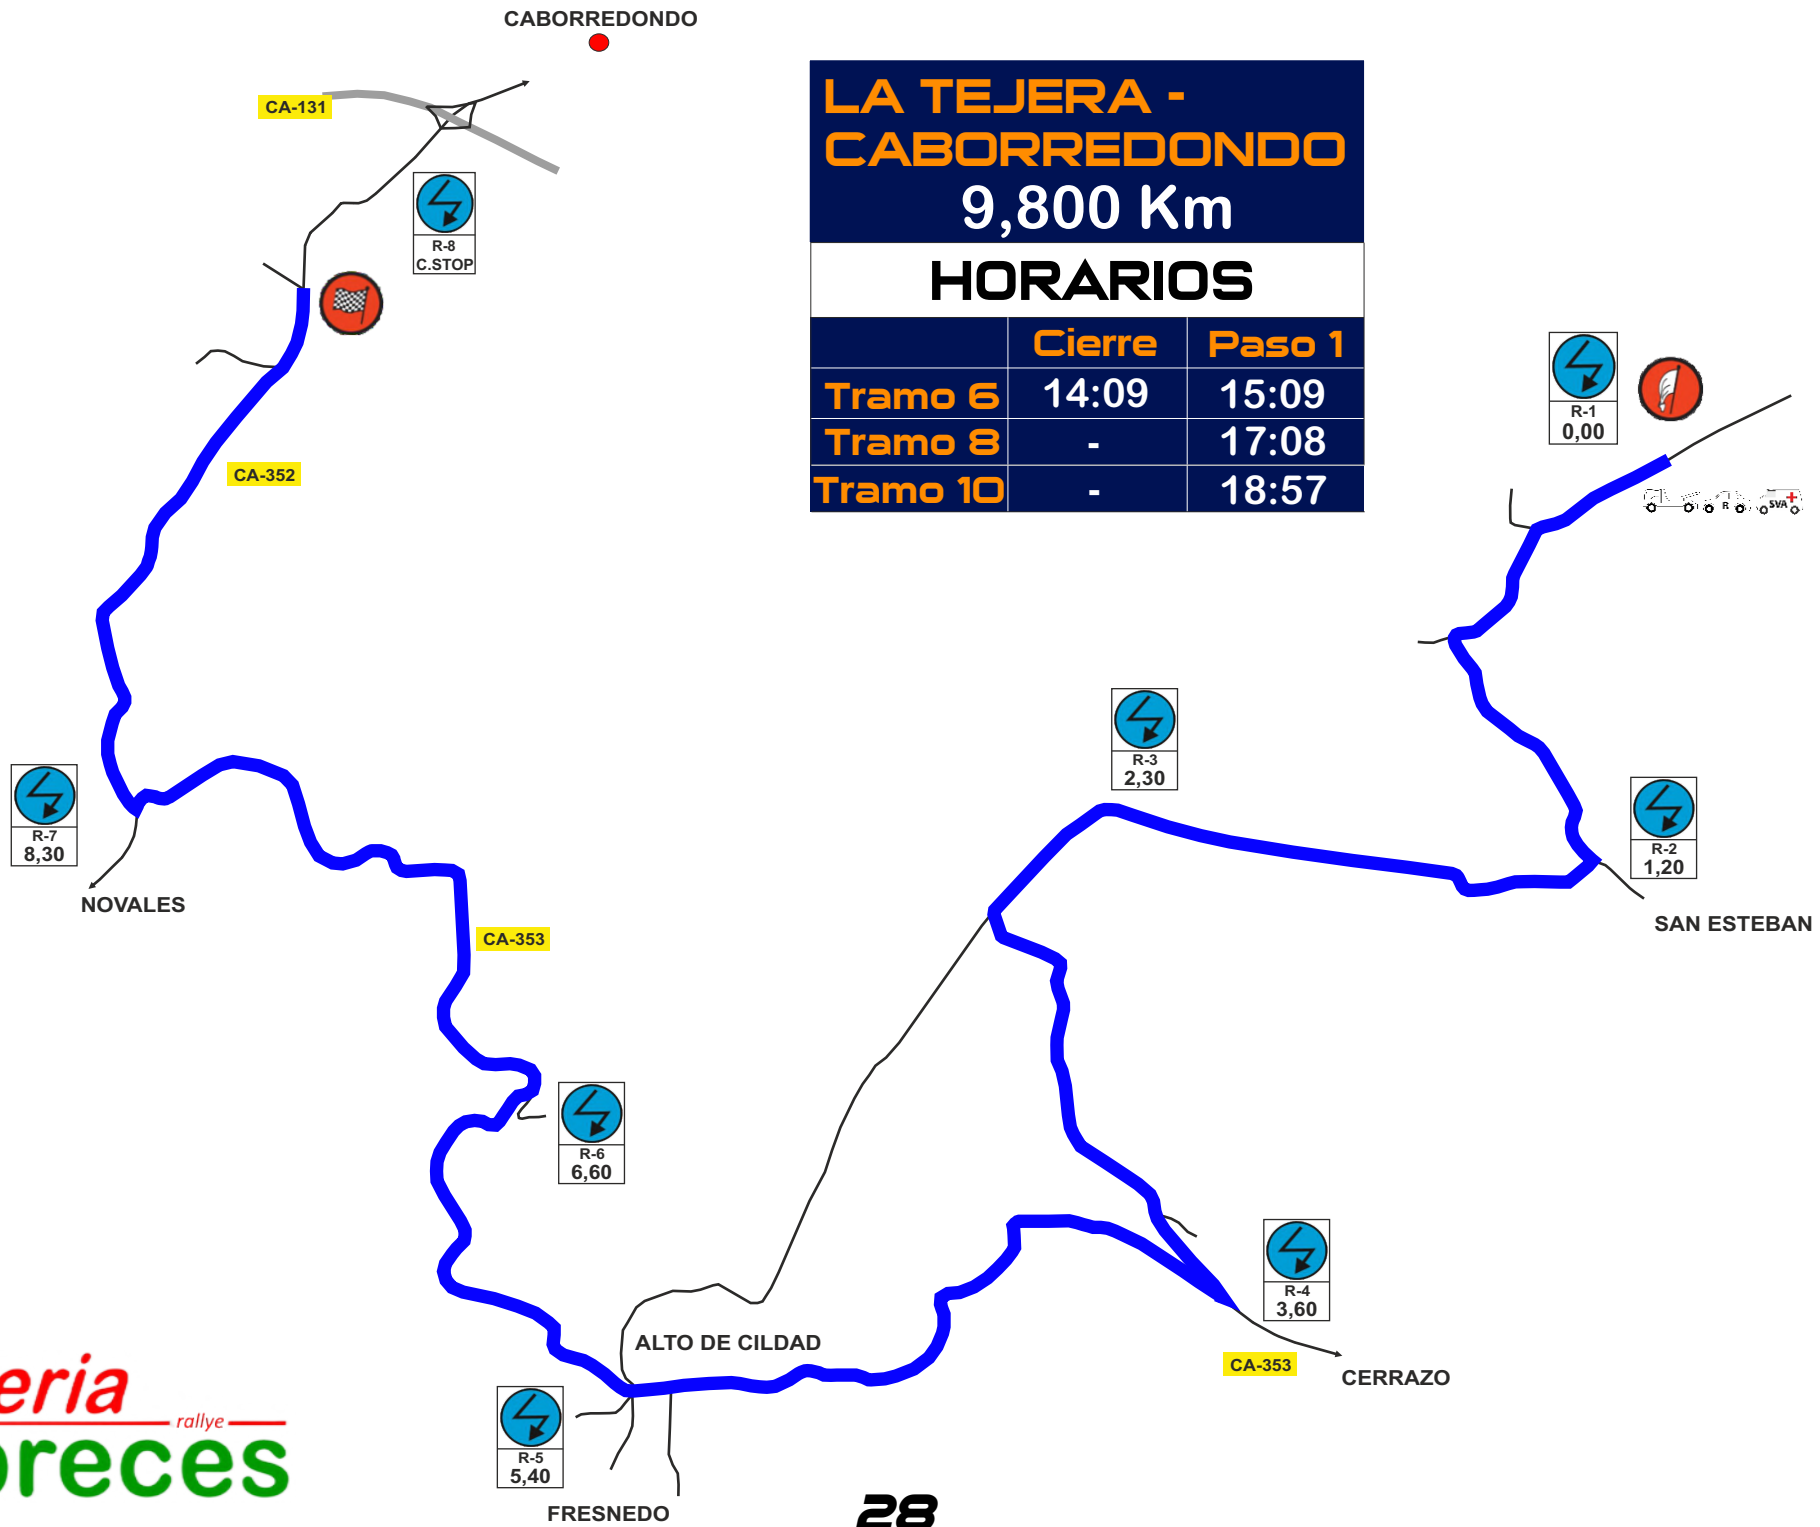 CABORREDONDO
CA-131
LA TEJERA -
CABORREDONDO
9,800 Km
HORARIOS
Cierre Paso 1
Tramo 6 14:09 15:09
Tramo 8 - 17:08
Tramo 10 - 18:57
R-8
C.STOP
R-1
0,00
CA-352
R SVA
R-3
2,30
R-2
1,20
SAN ESTEBAN
R-7
8,30
NOVALES
CA-353
R-6
6,60
R-4
3,60
ALTO DE CILDAD
CA-353
CERRAZO
R-5
5,40
FRESNEDO
eria
rallye
preces
28